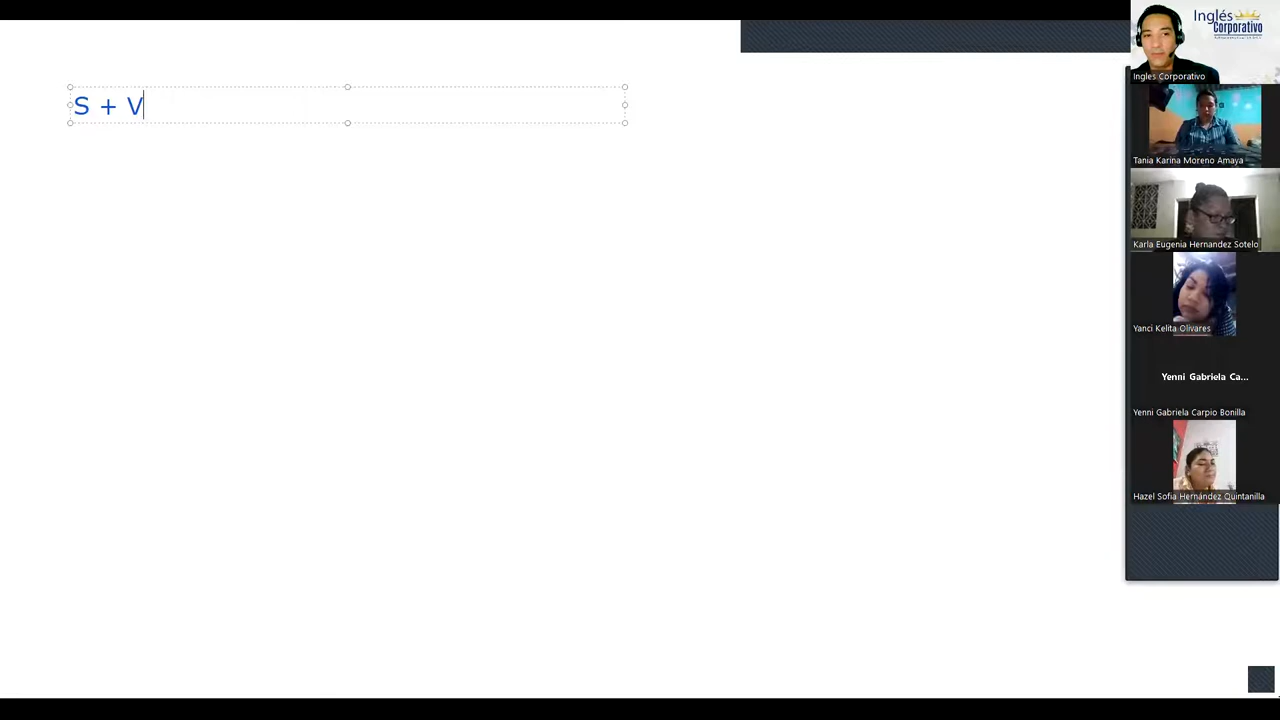 S + V
Inglés
Corporativo
Ingles Corporativo
Tania Karina Moreno Amaya
Karla Eugenia Hernandez Sotelo
Yanci Kelita Olivares
Yenni Gabriela Ca...
Yenni Gabriela Carpio Bonilla
Hazel Sofia Hernández Quintanilla